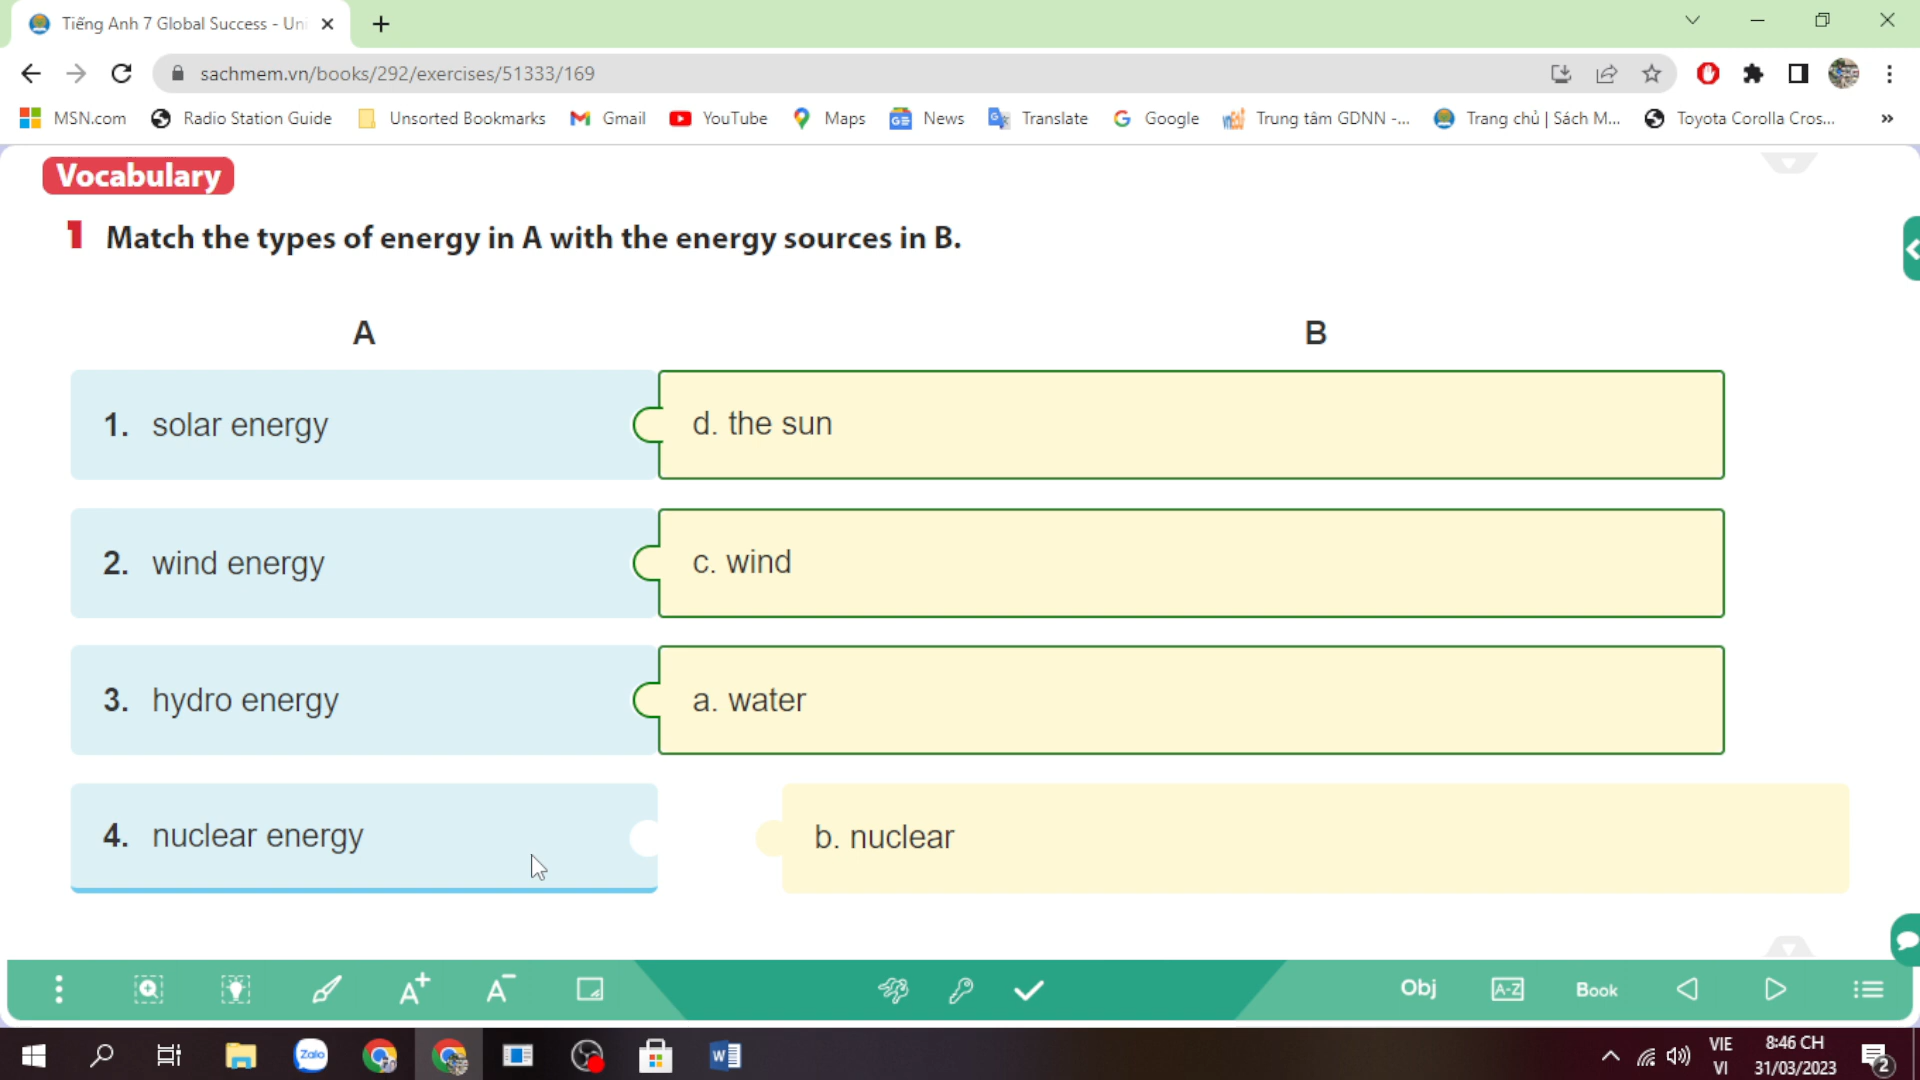 Tiếng Anh 7 Global Success - Uni
sachmem.vn/books/292/exercises/51333/169
MSN.com Radio Station Guide Unsorted Bookmarks Gmail YouTube Maps News Translate Google Trung tâm GDNN -... Trang chủ | Sách M... Toyota Corolla Cros... »
Vocabulary
1 Match the types of energy in A with the energy sources in B.
A B
1. solar energy d. the sun
2. wind energy c. wind
3. hydro energy a. water
4. nuclear energy b. nuclear
A+ A- Obj A-Z Book
Zalo W VIE 8:46 CH
VI 31/03/2023 2